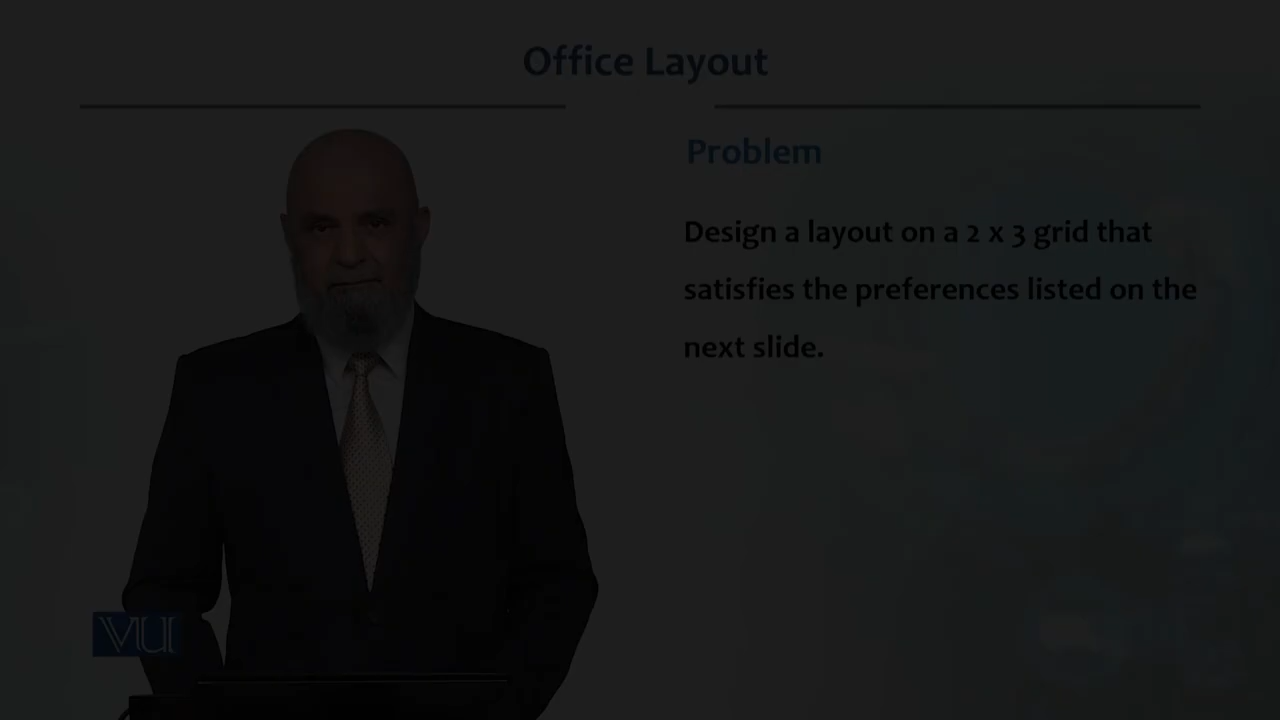 Office Layout
Problem
Design a layout on a 2 x 3 grid that
satisfies the preferences listed on the
next slide.
VU